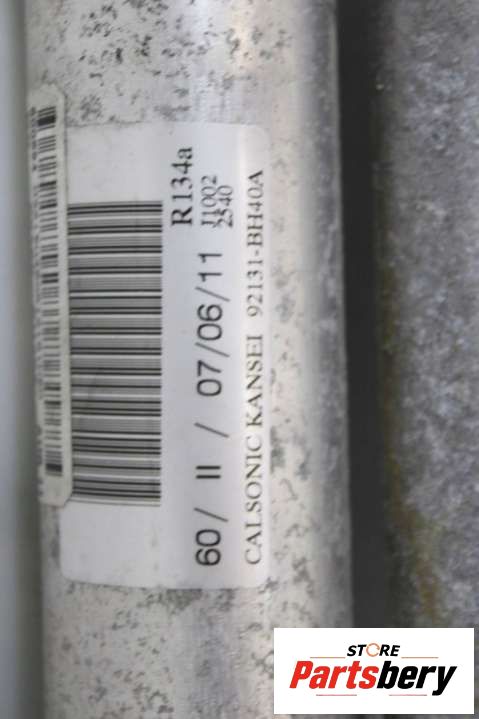 R134a
J1002
2540
60/ II / 07/06/11
CALSONIC KANSEI 92131-BH40A
STORE
Partsbery